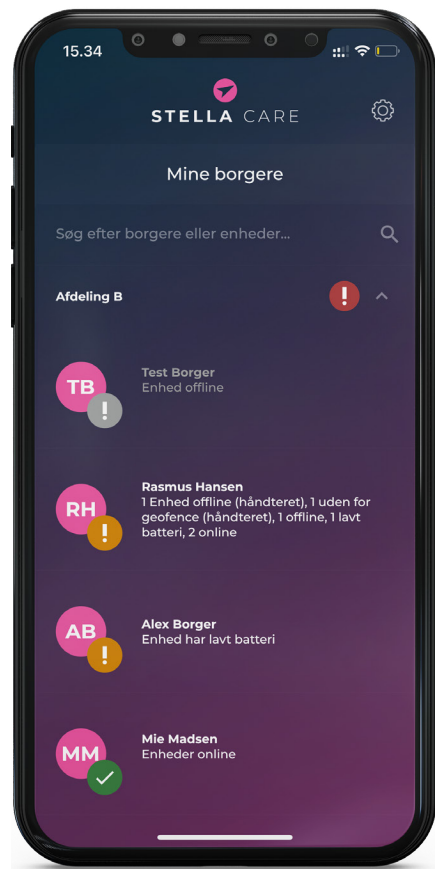 15.34
STELLA CARE
Mine borgere
Søg efter borgere eller enheder...
Afdeling B
TB
Test Borger
Enhed offline
RH
Rasmus Hansen
1 Enhed offline (håndteret), 1 uden for
geofence (håndteret), 1 offline, 1 lavt
batteri, 2 online
AB
Alex Borger
Enhed har lavt batteri
MM
Mie Madsen
Enheder online